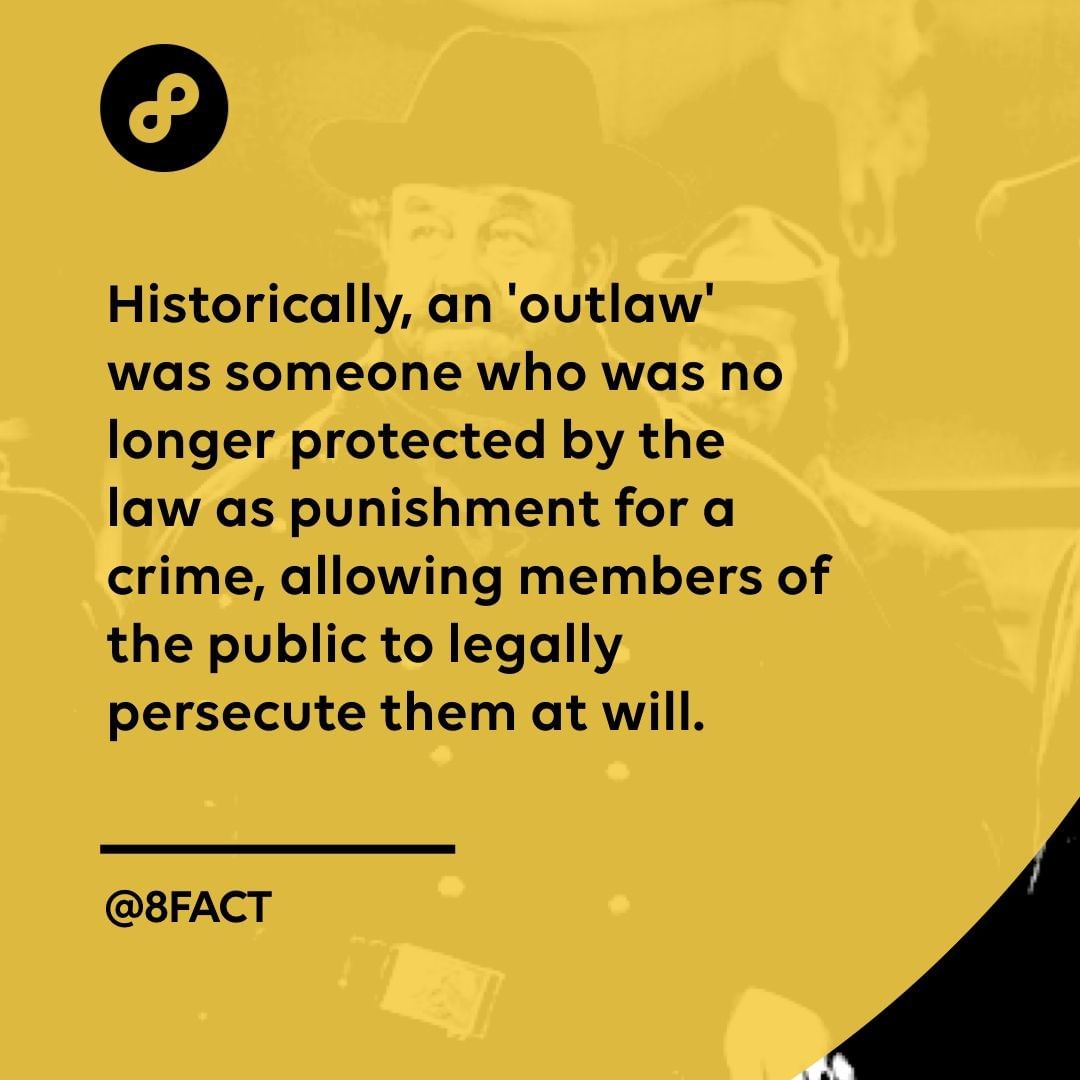 Historically, an 'outlaw'
was someone who was no
longer protected by the
law as punishment for a
crime, allowing members of
the public to legally
persecute them at will.
@8FACT